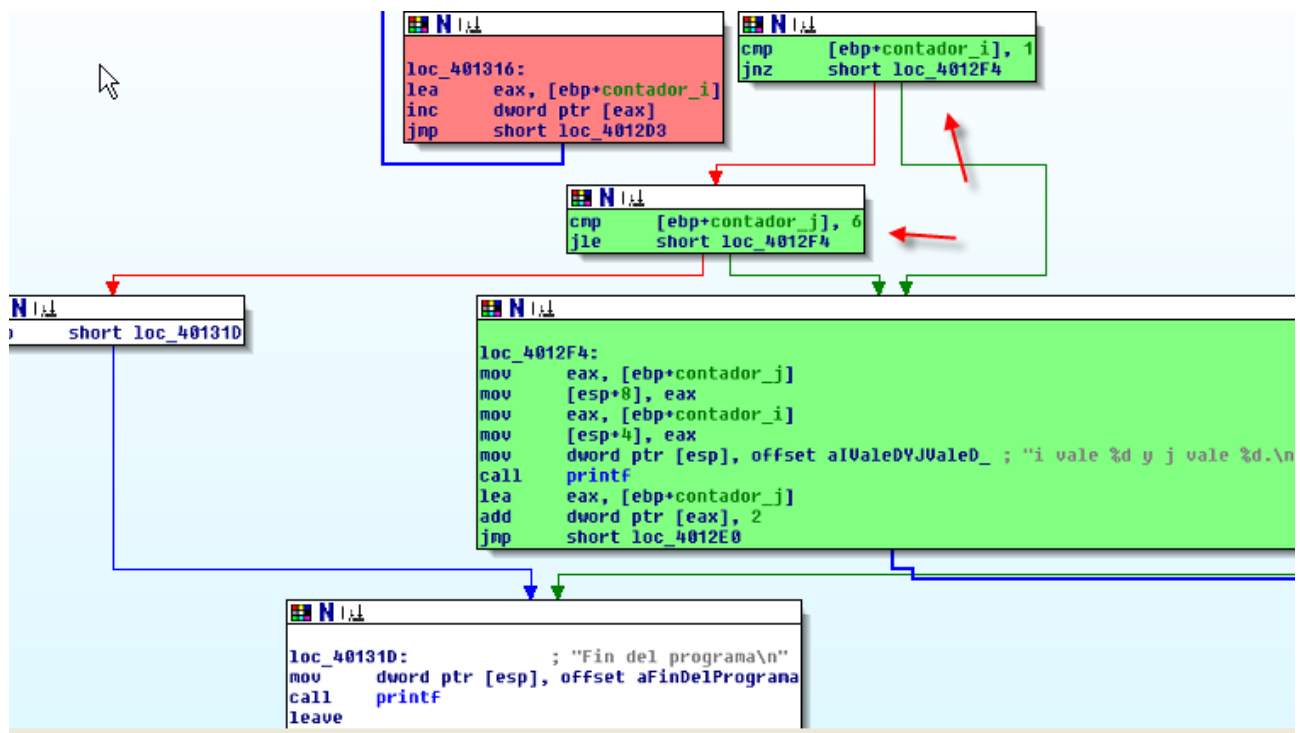 N
loc_401316:
lea eax, [ebp+contador_i]
inc dword ptr [eax]
jmp short loc_4012D3
N
cmp [ebp+contador_i], 1
jnz short loc_4012F4
N
cmp [ebp+contador_j], 6
jle short loc_4012F4
N
short loc_40131D
N
loc_4012F4:
mov eax, [ebp+contador_j]
mov [esp+8], eax
mov eax, [ebp+contador_i]
mov [esp+4], eax
mov dword ptr [esp], offset aIValeDYJValeD_ ; "i vale %d y j vale %d.\n
call printf
lea eax, [ebp+contador_j]
add dword ptr [eax], 2
jmp short loc_4012E0
N
loc_40131D: ; "Fin del programa\n"
mov dword ptr [esp], offset aFinDelPrograma
call printf
leave